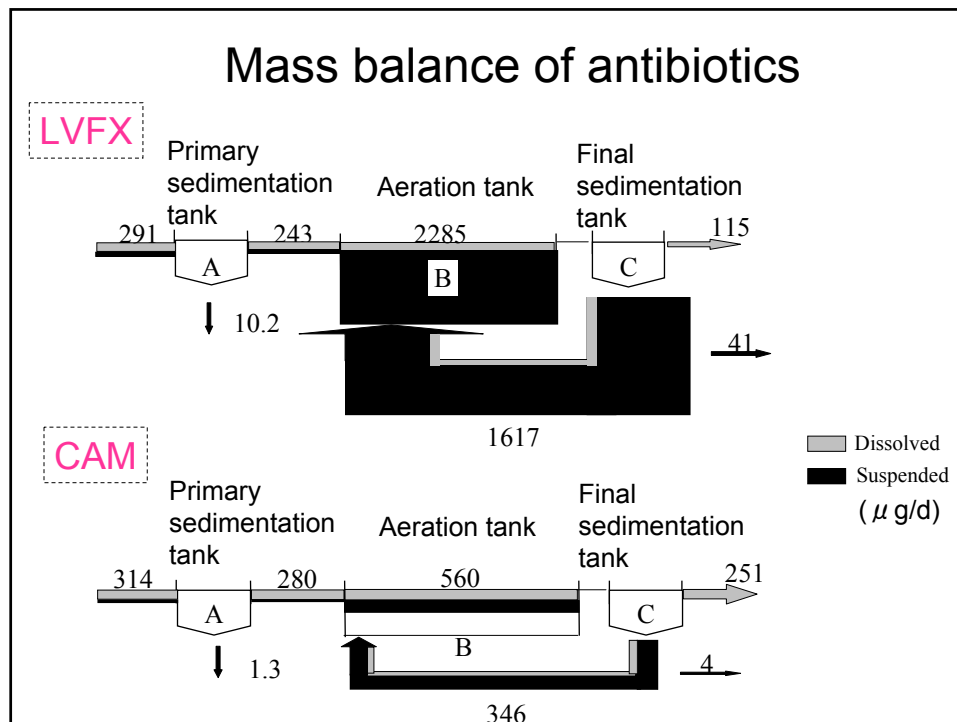 Mass balance of antibiotics
LVFX
Primary
sedimentation
tank
Aeration tank
Final
sedimentation
tank
291
243
2285
115
A
B
C
10.2
41
1617
CAM
Dissolved
Suspended
(μg/d)
Primary
sedimentation
tank
Aeration tank
Final
sedimentation
tank
314
280
560
251
A
B
C
1.3
4
346